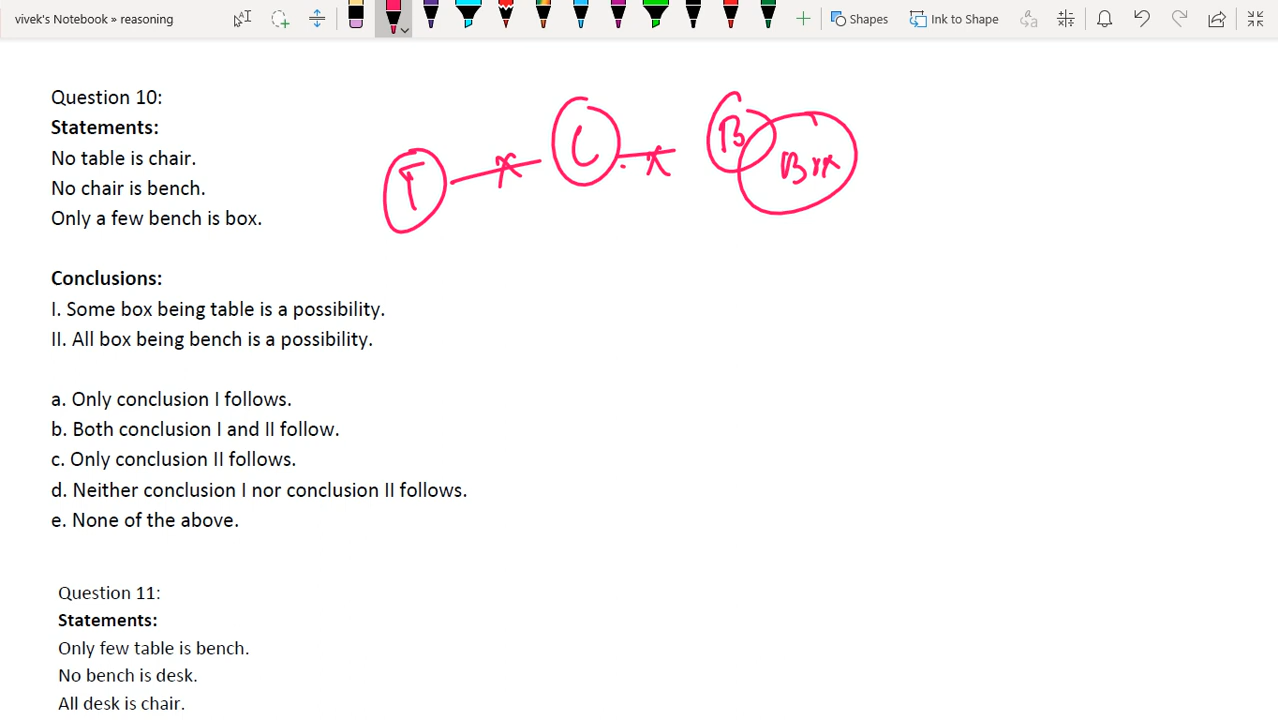 vivek's Notebook » reasoning
Shapes
Ink to Shape
Question 10:
Statements:
No table is chair.
No chair is bench.
Only a few bench is box.
T
C
B
Box
Conclusions:
I. Some box being table is a possibility.
II. All box being bench is a possibility.
a. Only conclusion I follows.
b. Both conclusion I and II follow.
c. Only conclusion II follows.
d. Neither conclusion I nor conclusion II follows.
e. None of the above.
Question 11:
Statements:
Only few table is bench.
No bench is desk.
All desk is chair.